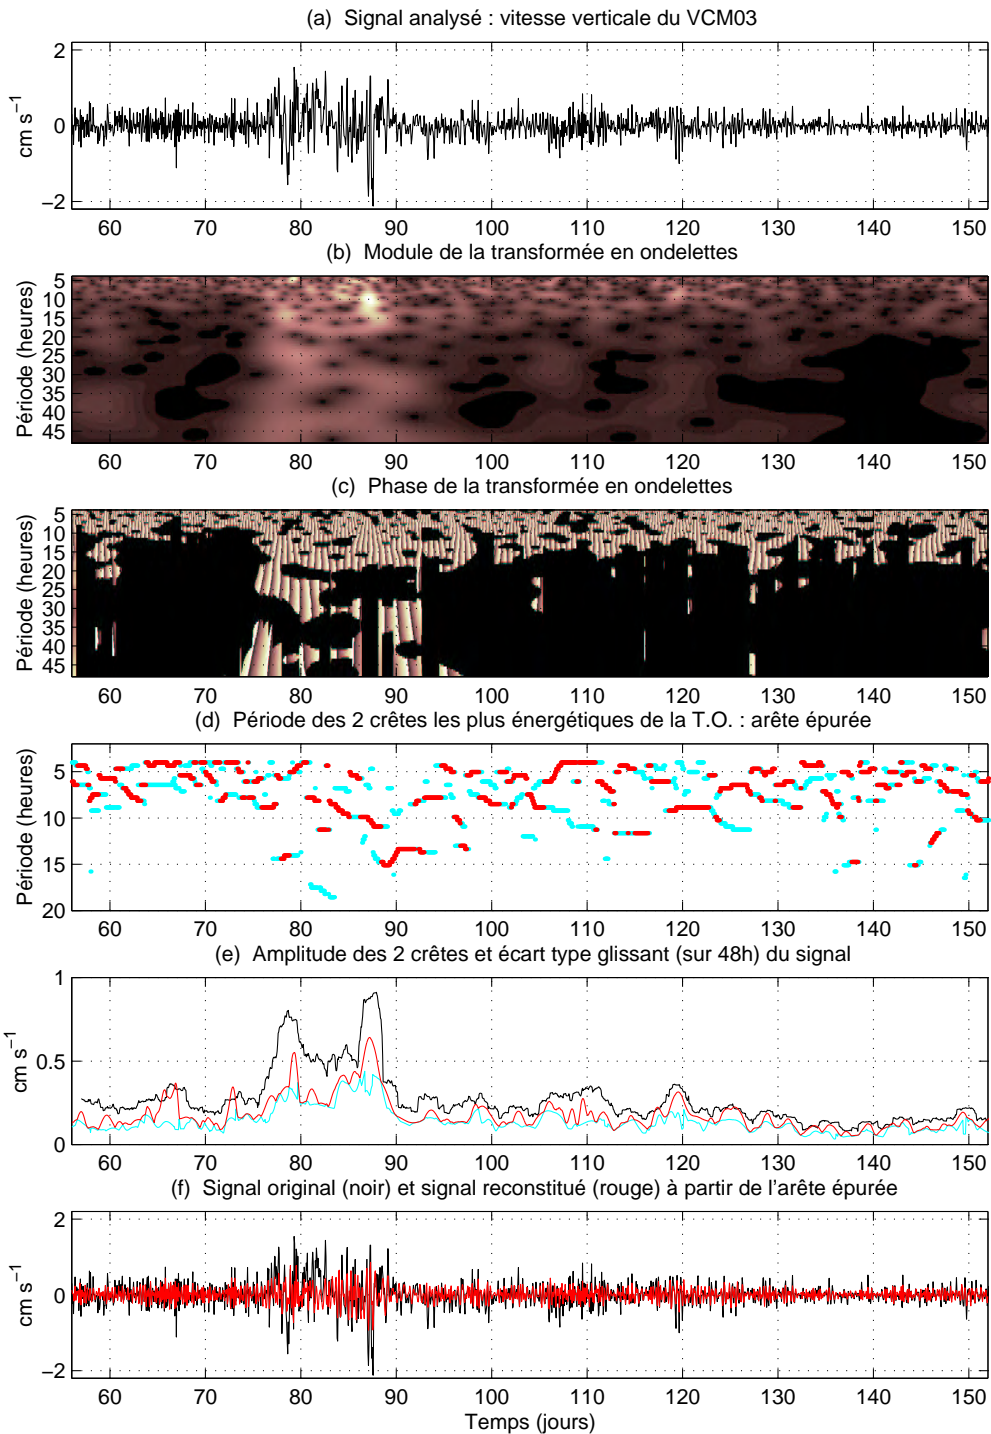 (a) Signal analysé : vitesse verticale du VCM03
2
0
−2
cm s−1
60 70 80 90 100 110 120 130 140 150
(b) Module de la transformée en ondelettes
5
10
15
20
25
30
35
40
45
Période (heures)
60 70 80 90 100 110 120 130 140 150
(c) Phase de la transformée en ondelettes
5
10
15
20
25
30
35
40
45
Période (heures)
60 70 80 90 100 110 120 130 140 150
(d) Période des 2 crêtes les plus énergétiques de la T.O. : arête épurée
5
10
15
20
Période (heures)
60 70 80 90 100 110 120 130 140 150
(e) Amplitude des 2 crêtes et écart type glissant (sur 48h) du signal
1
0.5
0
cm s−1
60 70 80 90 100 110 120 130 140 150
(f) Signal original (noir) et signal reconstitué (rouge) à partir de l'arête épurée
2
0
−2
cm s−1
60 70 80 90 100 110 120 130 140 150
Temps (jours)